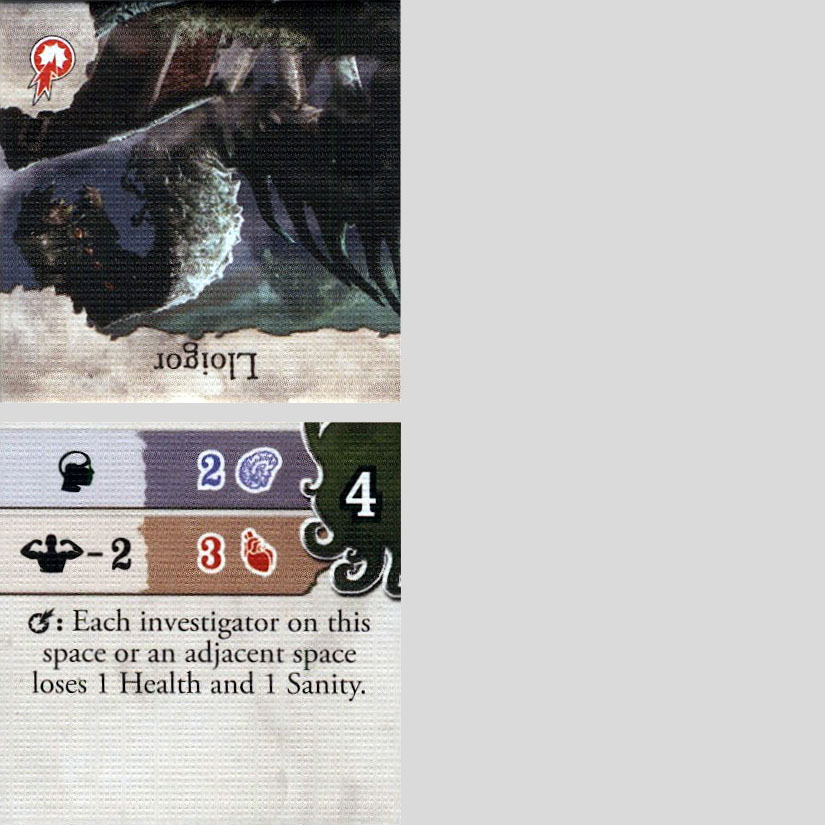 Lloigor
2
4
- 2 3
: Each investigator on this
space or an adjacent space
loses 1 Health and 1 Sanity.